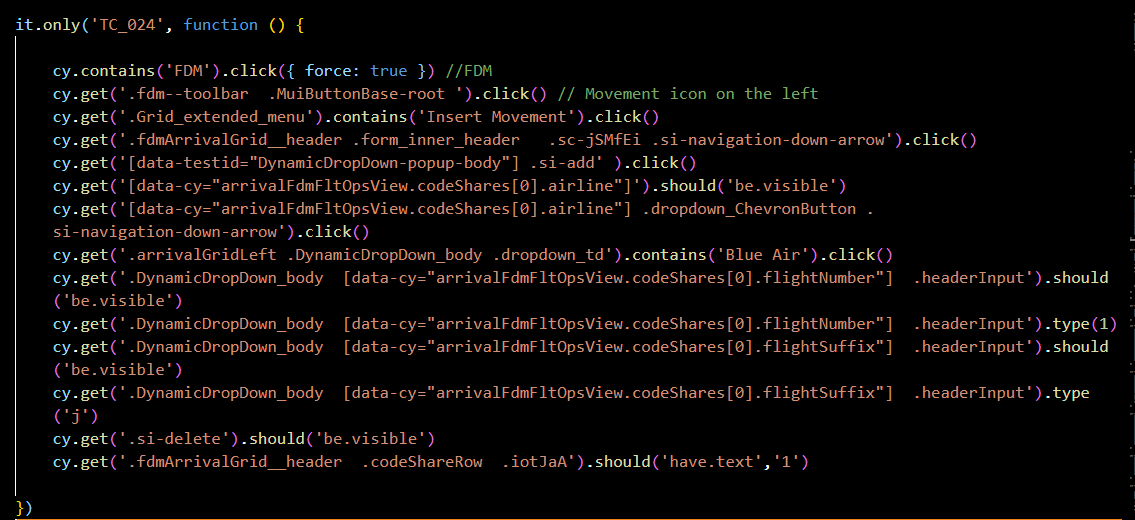 it.only('TC_024', function () {
cy.contains('FDM').click({ force: true }) //FDM
cy.get('.fdm--toolbar  .MuiButtonBase-root ').click() // Movement icon on the left
cy.get('.Grid_extended_menu').contains('Insert Movement').click()
cy.get('.fdmArrivalGrid__header .form_inner_header   .sc-jSMfEi .si-navigation-down-arrow').click()
cy.get('[data-testid="DynamicDropDown-popup-body"] .si-add' ).click()
cy.get('[data-cy="arrivalFdmFltOpsView.codeShares[0].airline"]').should('be.visible')
cy.get('[data-cy="arrivalFdmFltOpsView.codeShares[0].airline"] .dropdown_ChevronButton .
si-navigation-down-arrow').click()
cy.get('.arrivalGridLeft .DynamicDropDown_body .dropdown_td').contains('Blue Air').click()
cy.get('.DynamicDropDown_body  [data-cy="arrivalFdmFltOpsView.codeShares[0].flightNumber"]  .headerInput').should
('be.visible')
cy.get('.DynamicDropDown_body  [data-cy="arrivalFdmFltOpsView.codeShares[0].flightNumber"]  .headerInput').type(1)
cy.get('.DynamicDropDown_body  [data-cy="arrivalFdmFltOpsView.codeShares[0].flightSuffix"]  .headerInput').should
('be.visible')
cy.get('.DynamicDropDown_body  [data-cy="arrivalFdmFltOpsView.codeShares[0].flightSuffix"]  .headerInput').type
('j')
cy.get('.si-delete').should('be.visible')
cy.get('.fdmArrivalGrid__header  .codeShareRow  .iotJaA').should('have.text','1')
})